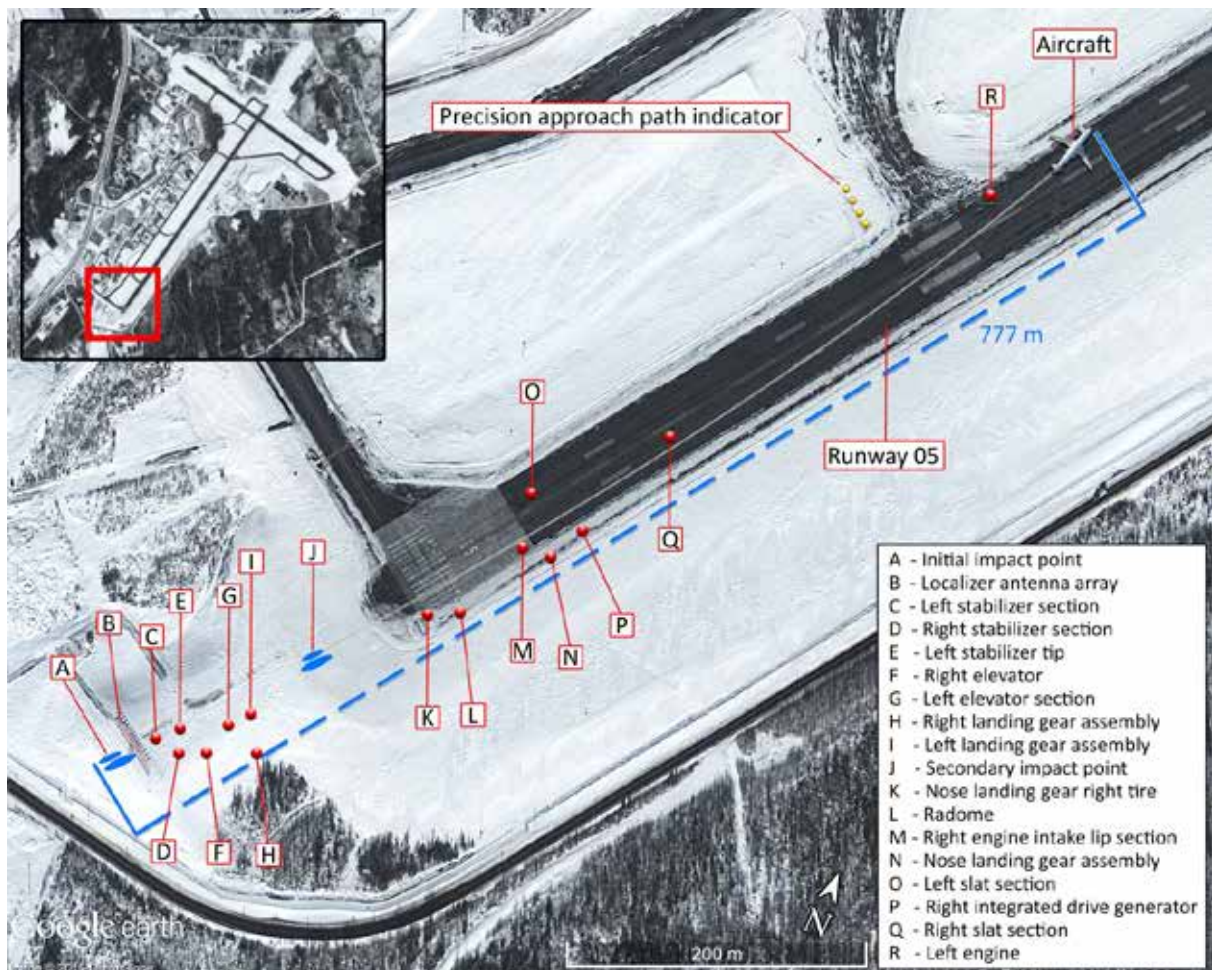 Aircraft
R
Precision approach path indicator
777 m
O
Runway 05
Q
J
I
G
E
B
C
A
P
M
N
K
L
D
F
H
A - Initial impact point
B - Localizer antenna array
C - Left stabilizer section
D - Right stabilizer section
E - Left stabilizer tip
F - Right elevator
G - Left elevator section
H - Right landing gear assembly
I - Left landing gear assembly
J - Secondary impact point
K - Nose landing gear right tire
L - Radome
M - Right engine intake lip section
N - Nose landing gear assembly
O - Left slat section
P - Right integrated drive generator
Q - Right slat section
R - Left engine
N
Google earth
200 m